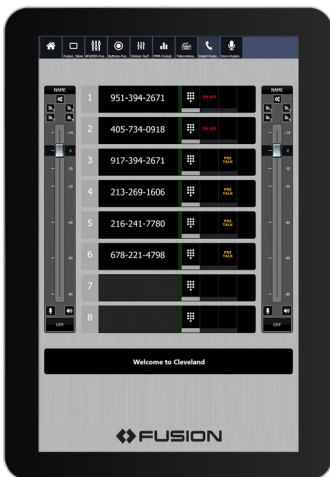 NAME
NAME
1 951-394-2671 ON AIR
2 405-734-0918 ON AIR
3 917-394-2671 PRE TALK
4 213-269-1606 PRE TALK
5 216-241-7780 PRE TALK
6 678-221-4798 PRE TALK
7
8
OFF
OFF
Welcome to Cleveland
FUSION